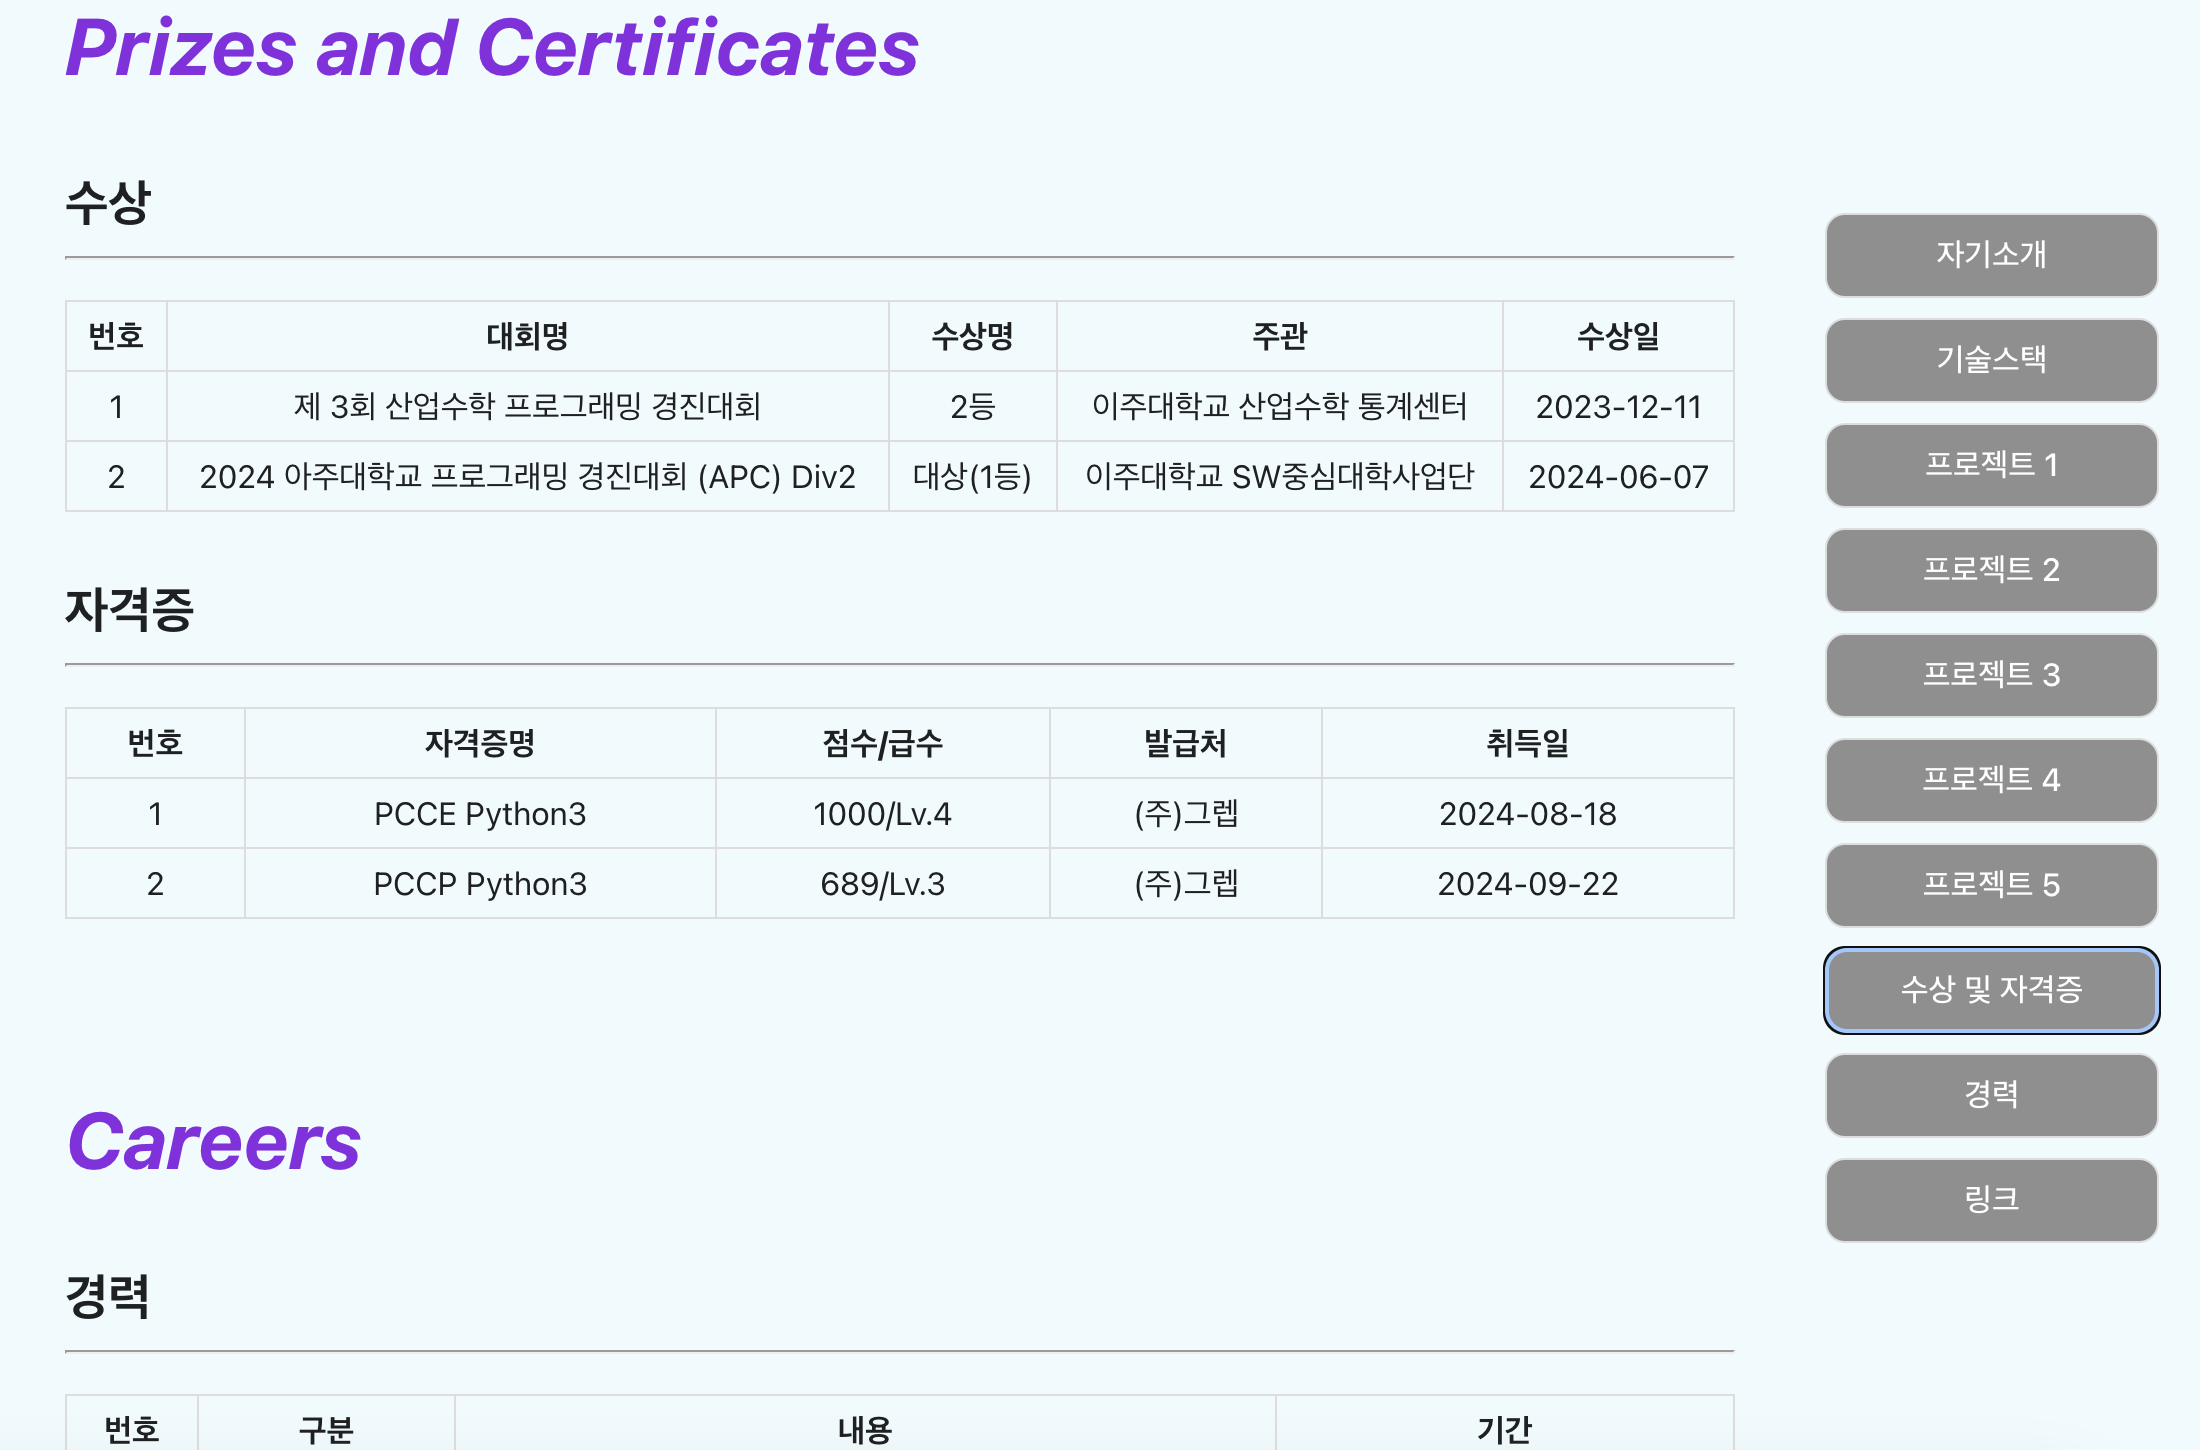 Prizes and Certificates
수상
번호 대회명 수상명 주관 수상일
1 제 3회 산업수학 프로그래밍 경진대회 2등 이주대학교 산업수학 통계센터 2023-12-11
2 2024 아주대학교 프로그래밍 경진대회 (APC) Div2 대상(1등) 이주대학교 SW중심대학사업단 2024-06-07
자격증
번호 자격증명 점수/급수 발급처 취득일
1 PCCE Python3 1000/Lv.4 (주)그렙 2024-08-18
2 PCCP Python3 689/Lv.3 (주)그렙 2024-09-22
Careers
경력
번호 구분 내용 기간
자기소개
기술스택
프로젝트 1
프로젝트 2
프로젝트 3
프로젝트 4
프로젝트 5
수상 및 자격증
경력
링크